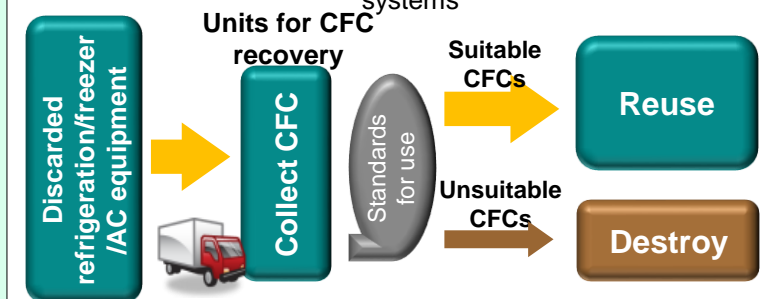 systems
Units for CFC
recovery
Discarded
refrigeration/freezer
/AC equipment
Collect CFC
Standards
for use
Suitable
CFCs
Reuse
Unsuitable
CFCs
Destroy